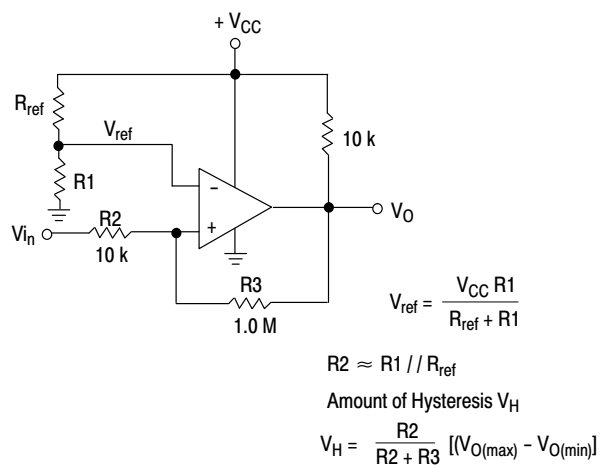 + VCC
Rref
Vref
10 k
R1
-
+
VO
Vin
R2
10 k
R3
1.0 M
Vref = VCC R1 / Rref + R1
R2 ≈ R1 / / Rref
Amount of Hysteresis VH
VH = R2 / R2 + R3 [(VO(max) – VO(min)]